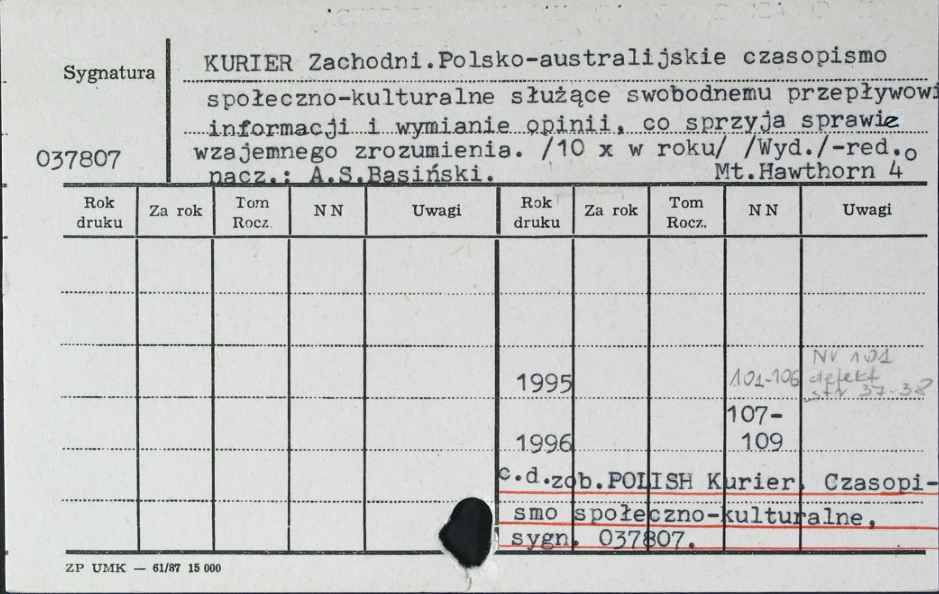 Sygnatura
037807
KURIER Zachodni.Polsko-australijskie czasopismo
społeczno-kulturalne służące swobodnemu przepływowi
informacji i wymianie opinii, co sprzyja sprawie
wzajemnego zrozumienia. /10 x w roku/ /Wyd./-red.
nacz.: A.S.Basiński. Mt.Hawthorn 4
Rok druku Za rok Tom Rocz. NN Uwagi Rok druku Za rok Tom Rocz. NN Uwagi
Nr 101
1995 101-106 defekt
str 37-38
107-
1996 109
c.d.zob.POLISH Kurier. Czasopi-
smo społeczno-kulturalne,
sygn. 037807.
ZP UMK — 61/87 15 000